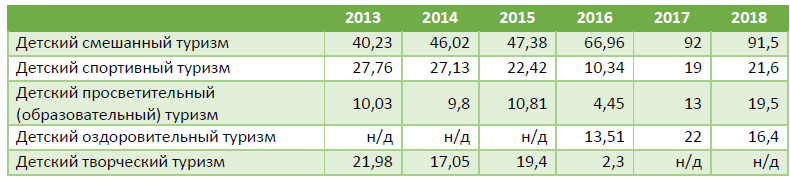 2013 2014 2015 2016 2017 2018
Детский смешанный туризм 40,23 46,02 47,38 66,96 92 91,5
Детский спортивный туризм 27,76 27,13 22,42 10,34 19 21,6
Детский просветительный
(образовательный) туризм 10,03 9,8 10,81 4,45 13 19,5
Детский оздоровительный туризм н/д н/д н/д 13,51 22 16,4
Детский творческий туризм 21,98 17,05 19,4 2,3 н/д н/д